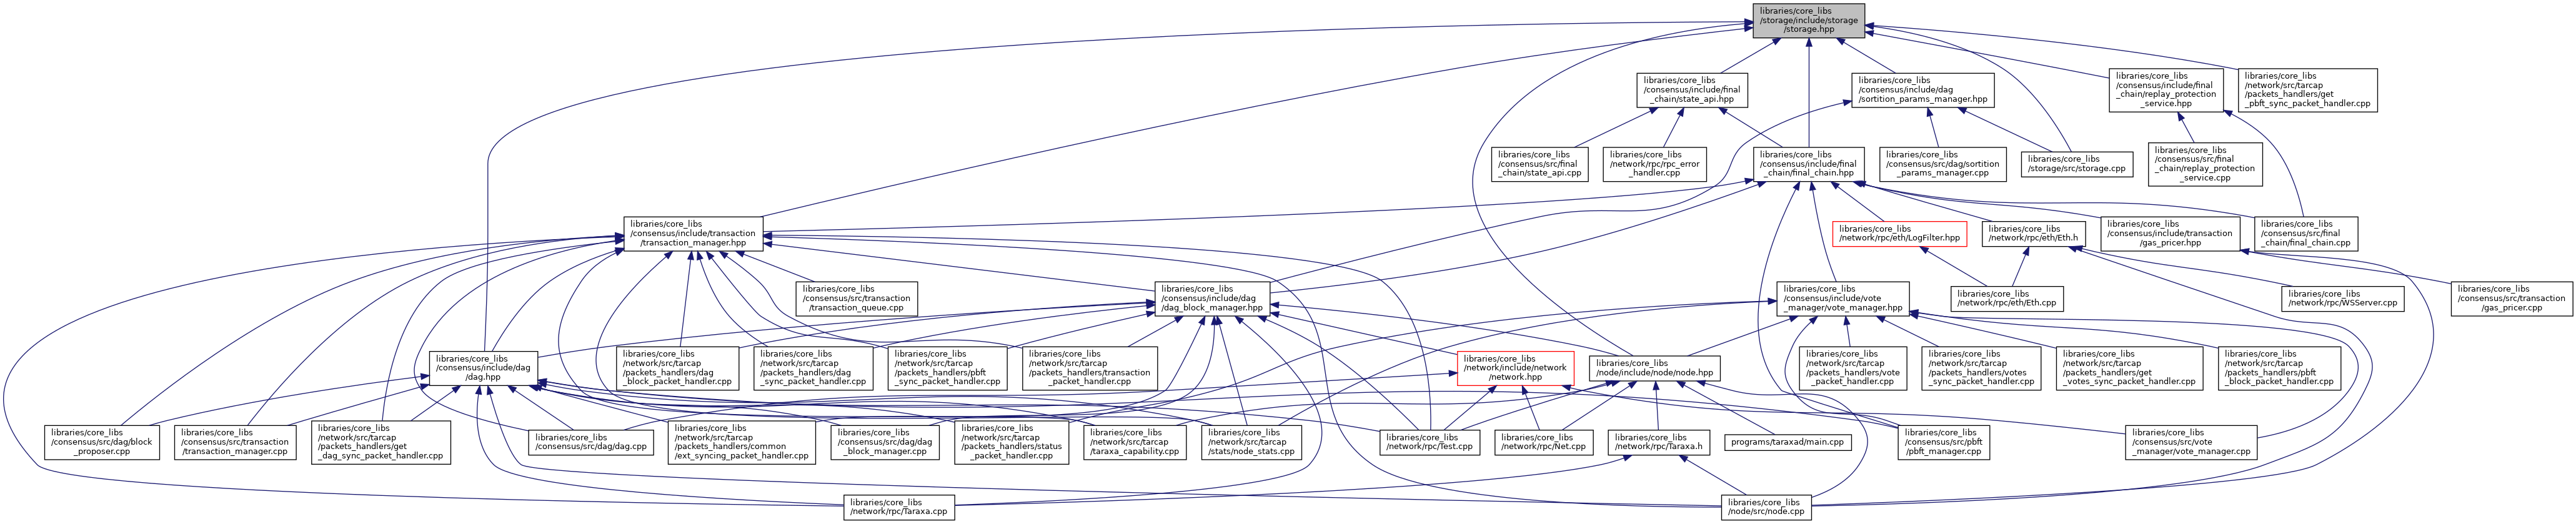 libraries/core_libs
/storage/include/storage
/storage.hpp
libraries/core_libs
/consensus/include/final
_chain/state_api.hpp
libraries/core_libs
/consensus/include/dag
/sortition_params_manager.hpp
libraries/core_libs
/consensus/include/final
_chain/replay_protection
_service.hpp
libraries/core_libs
/network/src/tarcap
/packets_handlers/get
_pbft_sync_packet_handler.cpp
libraries/core_libs
/consensus/src/final
_chain/state_api.cpp
libraries/core_libs
/network/rpc/rpc_error
_handler.cpp
libraries/core_libs
/consensus/include/final
_chain/final_chain.hpp
libraries/core_libs
/consensus/src/dag/sortition
_params_manager.cpp
libraries/core_libs
/storage/src/storage.cpp
libraries/core_libs
/consensus/src/final
_chain/replay_protection
_service.cpp
libraries/core_libs
/consensus/include/transaction
/transaction_manager.hpp
libraries/core_libs
/network/rpc/eth/LogFilter.hpp
libraries/core_libs
/network/rpc/eth/Eth.h
libraries/core_libs
/consensus/include/transaction
/gas_pricer.hpp
libraries/core_libs
/consensus/src/final
_chain/final_chain.cpp
libraries/core_libs
/consensus/src/transaction
/transaction_queue.cpp
libraries/core_libs
/consensus/include/dag
/dag_block_manager.hpp
libraries/core_libs
/consensus/include/vote
_manager/vote_manager.hpp
libraries/core_libs
/network/rpc/eth/Eth.cpp
libraries/core_libs
/network/rpc/WSServer.cpp
libraries/core_libs
/consensus/src/transaction
/gas_pricer.cpp
libraries/core_libs
/consensus/include/dag
/dag.hpp
libraries/core_libs
/network/src/tarcap
/packets_handlers/dag
_block_packet_handler.cpp
libraries/core_libs
/network/src/tarcap
/packets_handlers/dag
_sync_packet_handler.cpp
libraries/core_libs
/network/src/tarcap
/packets_handlers/pbft
_sync_packet_handler.cpp
libraries/core_libs
/network/src/tarcap
/packets_handlers/transaction
_packet_handler.cpp
libraries/core_libs
/network/include/network
/network.hpp
libraries/core_libs
/node/include/node/node.hpp
libraries/core_libs
/network/src/tarcap
/packets_handlers/vote
_packet_handler.cpp
libraries/core_libs
/network/src/tarcap
/packets_handlers/votes
_sync_packet_handler.cpp
libraries/core_libs
/network/src/tarcap
/packets_handlers/get
_votes_sync_packet_handler.cpp
libraries/core_libs
/network/src/tarcap
/packets_handlers/pbft
_block_packet_handler.cpp
libraries/core_libs
/consensus/src/dag/block
_proposer.cpp
libraries/core_libs
/consensus/src/transaction
/transaction_manager.cpp
libraries/core_libs
/network/src/tarcap
/packets_handlers/get
_dag_sync_packet_handler.cpp
libraries/core_libs
/consensus/src/dag/dag.cpp
libraries/core_libs
/network/src/tarcap
/packets_handlers/common
/ext_syncing_packet_handler.cpp
libraries/core_libs
/consensus/src/dag/dag
_block_manager.cpp
libraries/core_libs
/network/src/tarcap
/packets_handlers/status
_packet_handler.cpp
libraries/core_libs
/network/src/tarcap
/taraxa_capability.cpp
libraries/core_libs
/network/src/tarcap
/stats/node_stats.cpp
libraries/core_libs
/network/rpc/Test.cpp
libraries/core_libs
/network/rpc/Net.cpp
libraries/core_libs
/network/rpc/Taraxa.h
programs/taraxad/main.cpp
libraries/core_libs
/consensus/src/pbft
/pbft_manager.cpp
libraries/core_libs
/consensus/src/vote
_manager/vote_manager.cpp
libraries/core_libs
/network/rpc/Taraxa.cpp
libraries/core_libs
/node/src/node.cpp